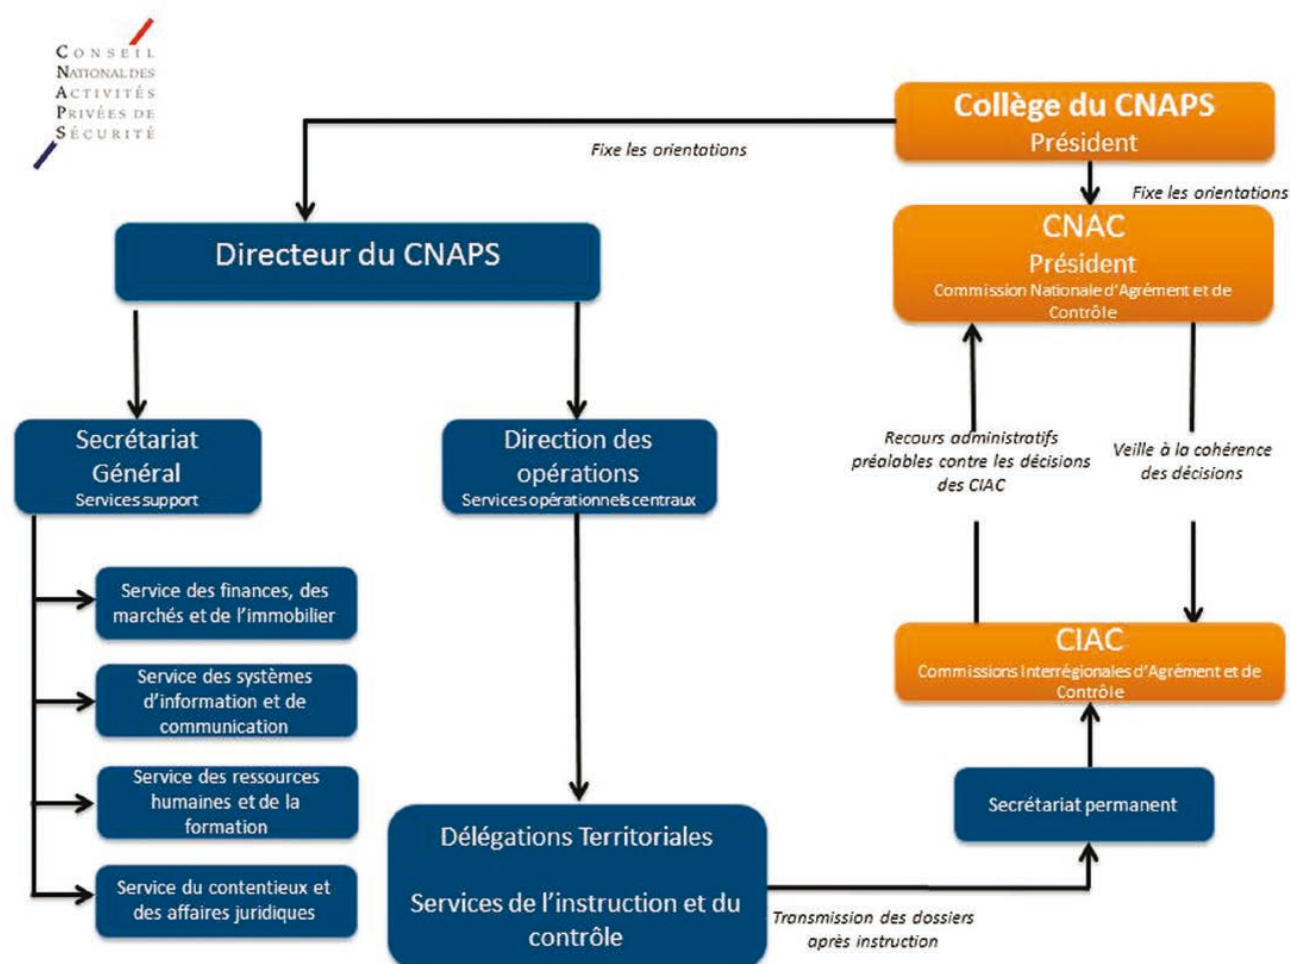 CONSEIL
NATIONAL DES
ACTIVITÉS
PRIVÉES DE
SÉCURITÉ
Collège du CNAPS
Président
Fixe les orientations
Fixe les orientations
CNAC
Président
Commission Nationale d'Agrément et de
Contrôle
Directeur du CNAPS
Secrétariat
Général
Services support
Direction des
opérations
Services opérationnels centraux
Recours administratifs
préalables contre les décisions
des CIAC
Veille à la cohérence
des décisions
Service des finances, des
marchés et de l'immobilier
Service des systèmes
d'information et de
communication
Service des ressources
humaines et de la
formation
Service du contentieux et
des affaires juridiques
CIAC
Commissions Interrégionales d'Agrément et de
Contrôle
Secrétariat permanent
Délégations Territoriales
Services de l'instruction et du
contrôle
Transmission des dossiers
après instruction